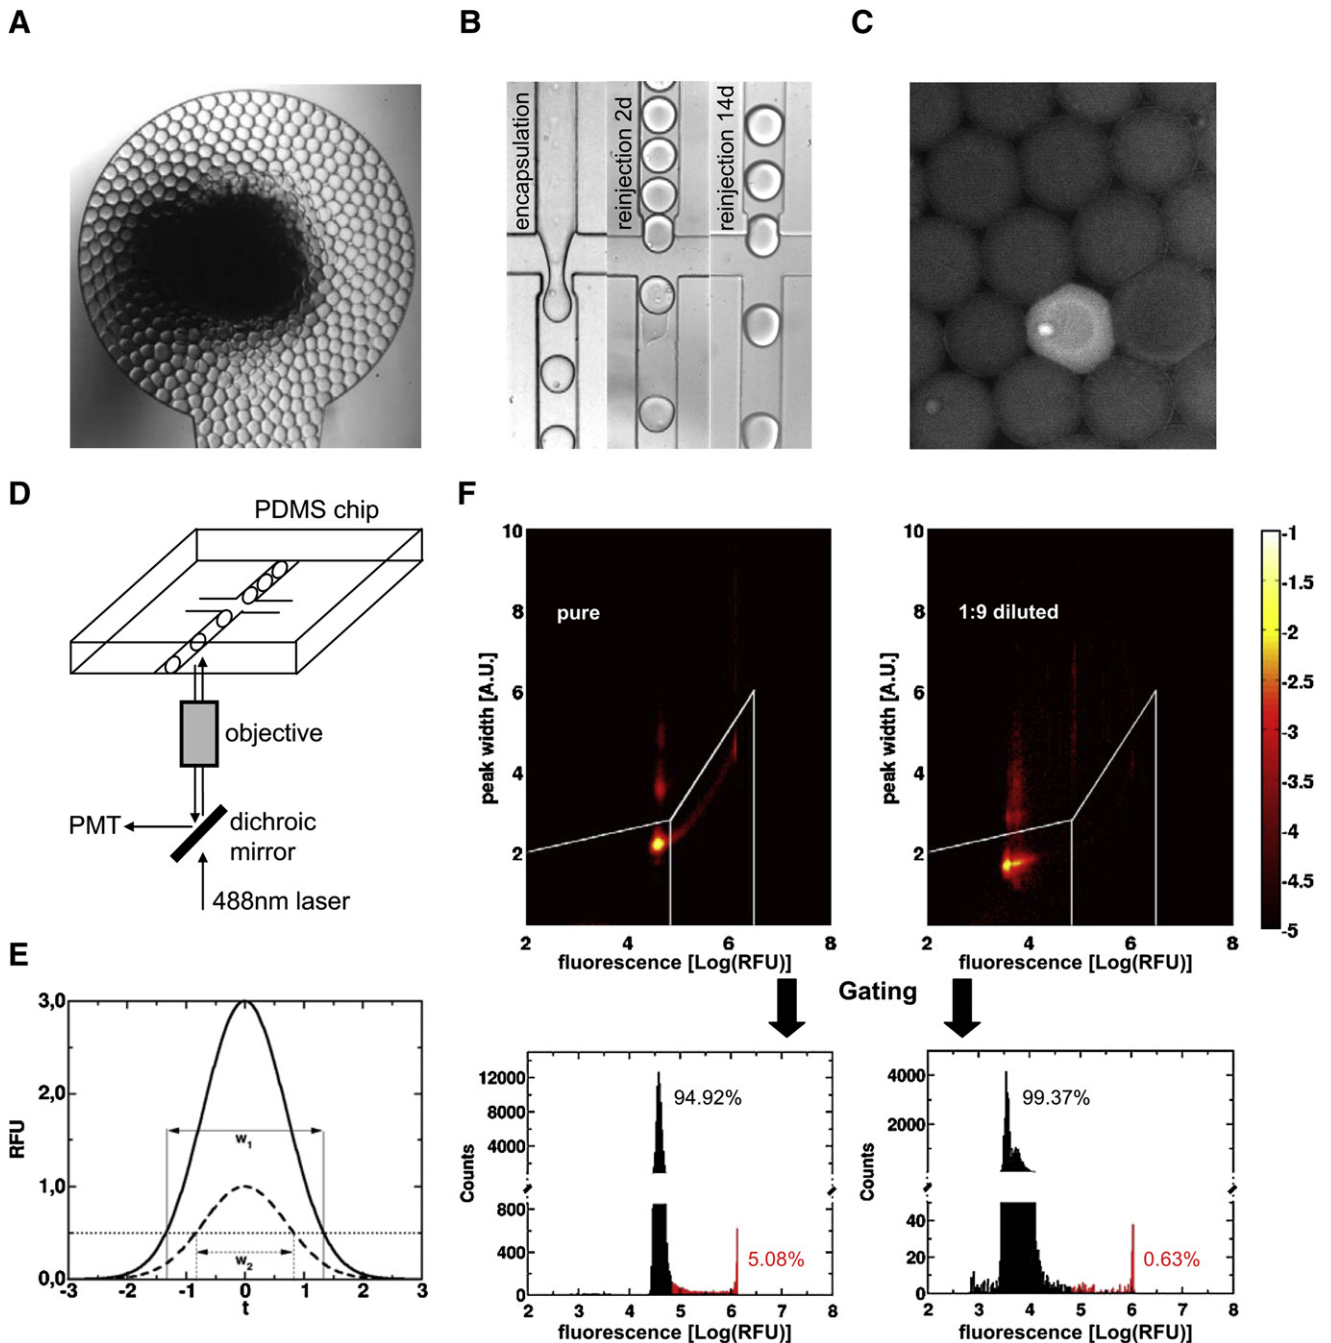 A
B
C
encapsulation
reinjection 2d
reinjection 14d
D
PDMS chip
objective
PMT
dichroic
mirror
488nm laser
E
3,0
2,0
1,0
0,0
RFU
w1
w2
-3 -2 -1 0 1 2 3
t
F
10
8
6
4
2
peak width [A.U.]
pure
2 4 6 8
fluorescence [Log(RFU)]
10
8
6
4
2
peak width [A.U.]
1:9 diluted
2 4 6 8
fluorescence [Log(RFU)]
-1
-1.5
-2
-2.5
-3
-3.5
-4
-4.5
-5
Gating
12000
8000
4000
800
400
0
Counts
94.92%
5.08%
2 3 4 5 6 7 8
fluorescence [Log(RFU)]
4000
2000
40
20
0
Counts
99.37%
0.63%
2 3 4 5 6 7 8
fluorescence [Log(RFU)]